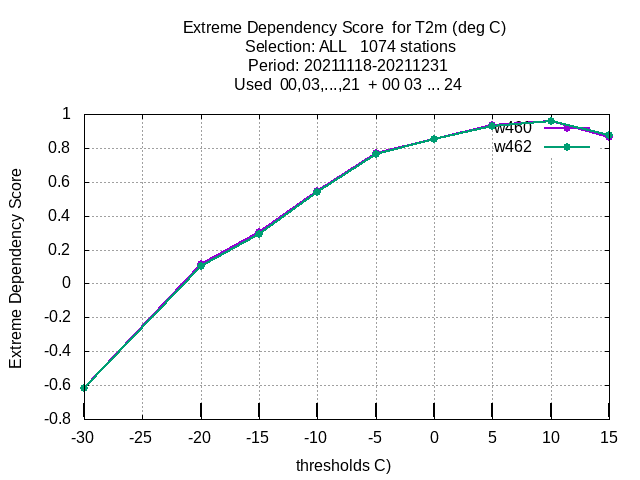 Extreme Dependency Score  for T2m (deg C)
Selection: ALL   1074 stations
Period: 20211118-20211231
Used  00,03,...,21  + 00 03 ... 24
Extreme Dependency Score
1
0.8
0.6
0.4
0.2
0
-0.2
-0.4
-0.6
-0.8
w460
w462
-30 -25 -20 -15 -10 -5 0 5 10 15
thresholds C)